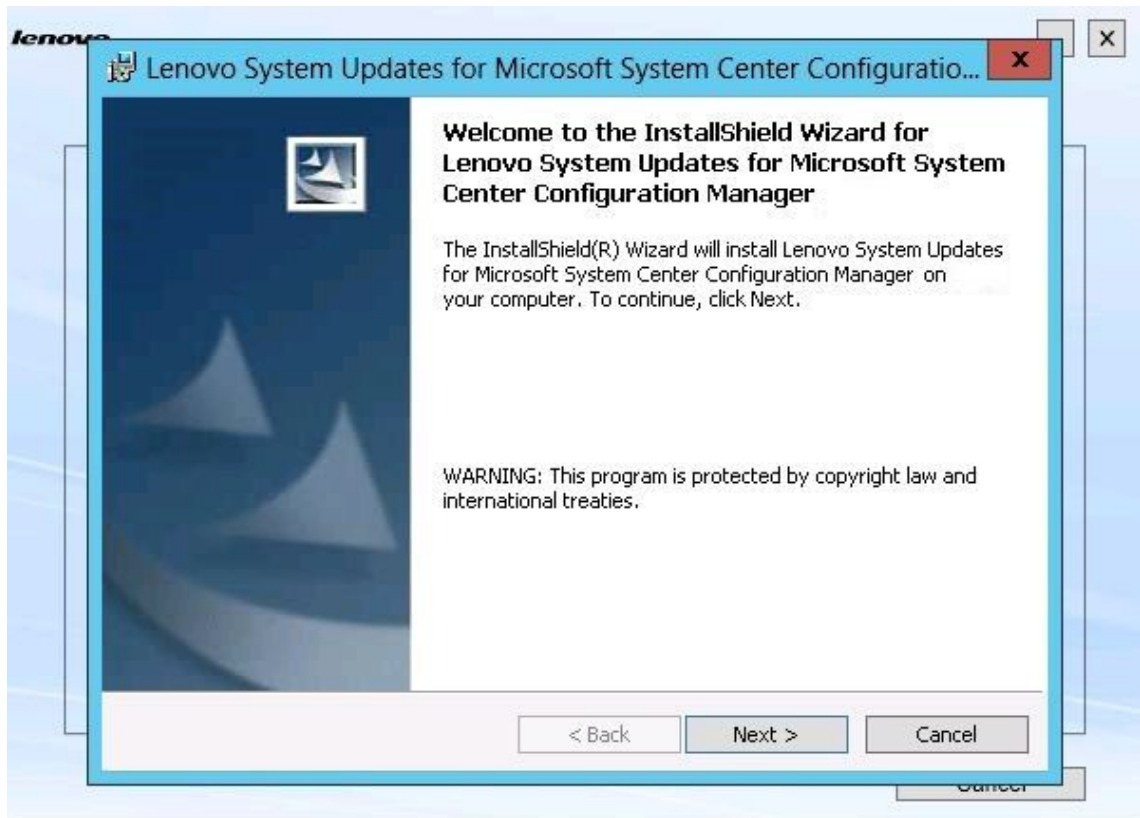 lenovo
Lenovo System Updates for Microsoft System Center Configuratio...
x
X
Welcome to the InstallShield Wizard for
Lenovo System Updates for Microsoft System
Center Configuration Manager
The InstallShield(R) Wizard will install Lenovo System Updates
for Microsoft System Center Configuration Manager on
your computer. To continue, click Next.
WARNING: This program is protected by copyright law and
international treaties.
< Back
Next >
Cancel
Cancel